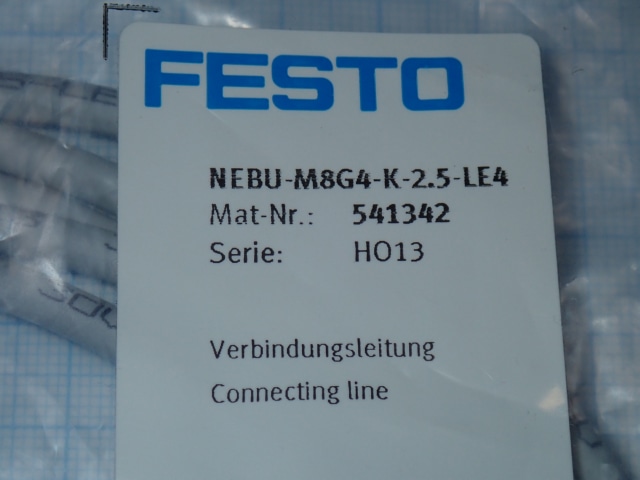 FESTO
NEBU-M8G4-K-2.5-LE4
Mat-Nr.: 541342
Serie: HO13
Verbindungsleitung
Connecting line